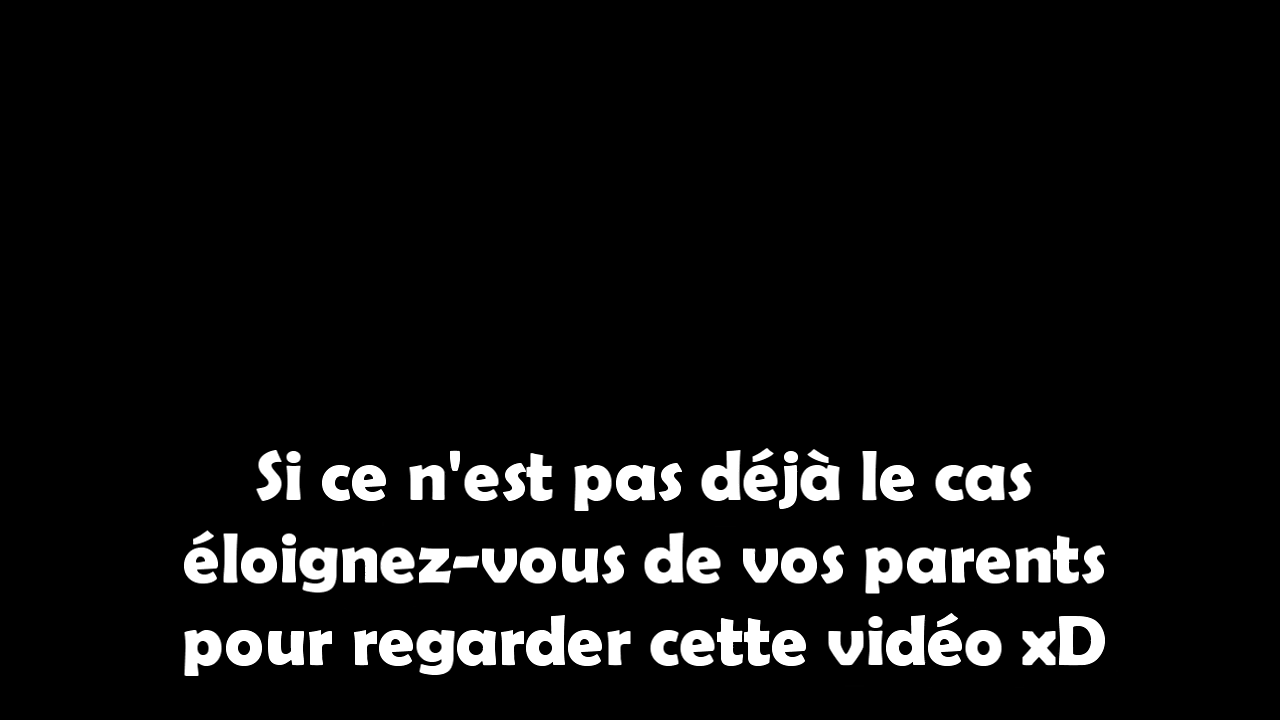 Si ce n'est pas déjà le cas
éloignez-vous de vos parents
pour regarder cette vidéo xD